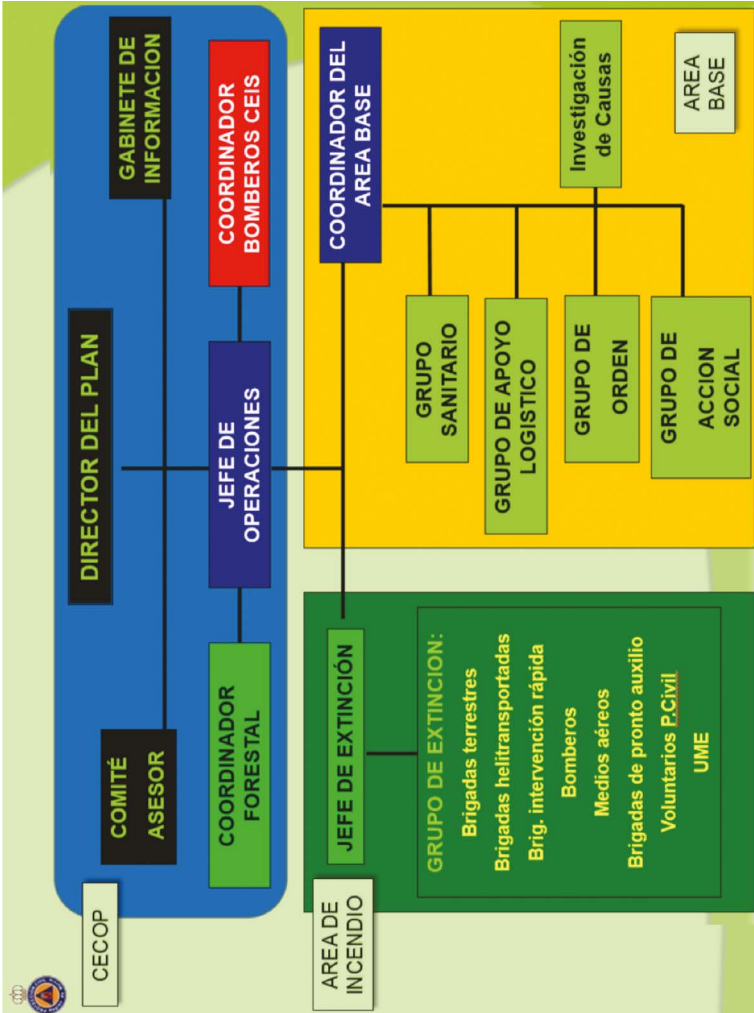 CECOP
DIRECTOR DEL PLAN
COMITÉ
ASESOR
GABINETE DE
INFORMACION
COORDINADOR
FORESTAL
JEFE DE
OPERACIONES
COORDINADOR
BOMBEROS CEIS
AREA DE
INCENDIO
JEFE DE EXTINCIÓN
GRUPO DE EXTINCION:
Brigadas terrestres
Brigadas helitransportadas
Brig. intervención rápida
Bomberos
Medios aéreos
Brigadas de pronto auxilio
Voluntarios P.Civil
UME
COORDINADOR DEL
AREA BASE
GRUPO
SANITARIO
GRUPO DE APOYO
LOGISTICO
GRUPO DE
ORDEN
GRUPO DE
ACCION
SOCIAL
Investigación
de Causas
AREA
BASE